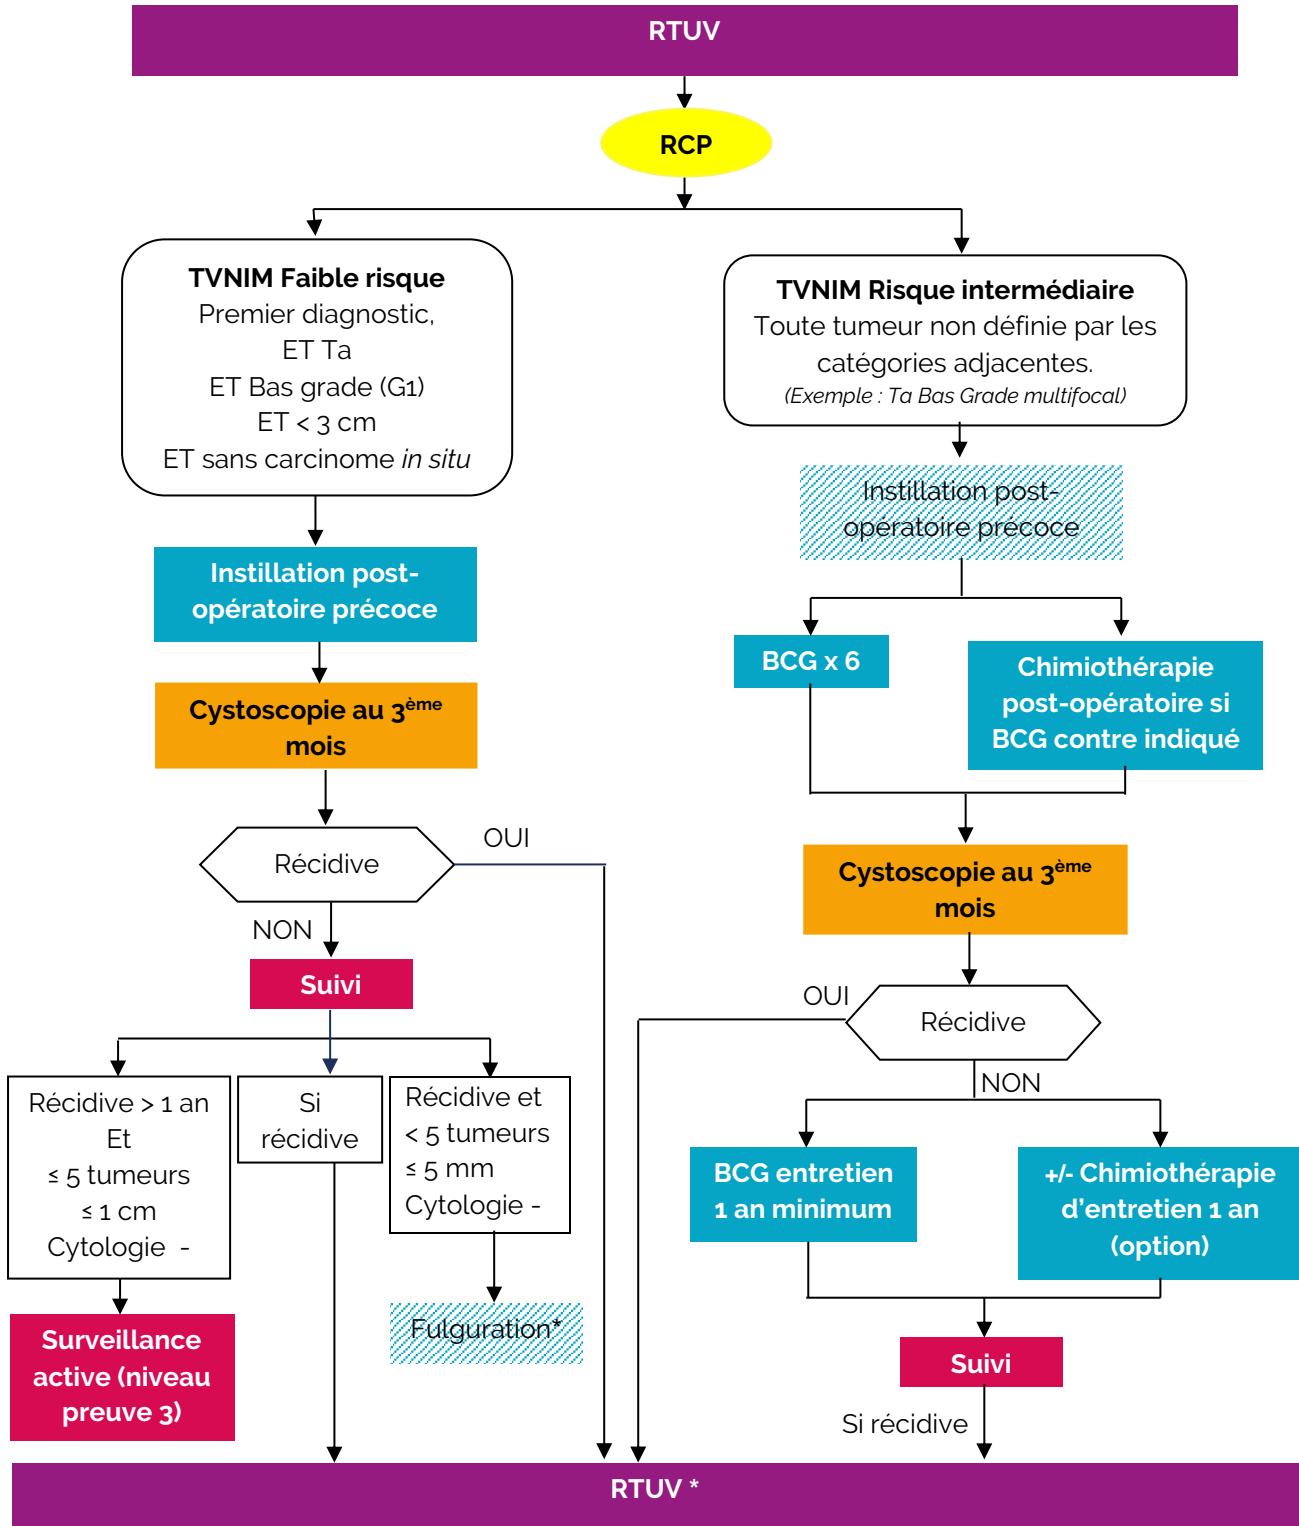 RTUV
RCP
TVNIM Faible risque
Premier diagnostic,
ET Ta
ET Bas grade (G1)
ET < 3 cm
ET sans carcinome in situ
Instillation post-
opératoire précoce
Cystoscopie au 3ème
mois
Récidive
OUI
NON
Suivi
Récidive > 1 an
Et
≤ 5 tumeurs
≤ 1 cm
Cytologie -
Surveillance
active (niveau
preuve 3)
Si
récidive
Récidive et
< 5 tumeurs
≤ 5 mm
Cytologie -
Fulguration*
TVNIM Risque intermédiaire
Toute tumeur non définie par les
catégories adjacentes.
(Exemple : Ta Bas Grade multifocal)
Instillation post-
opératoire précoce
BCG x 6
Chimiothérapie
post-opératoire si
BCG contre indiqué
Cystoscopie au 3ème
mois
OUI
Récidive
NON
BCG entretien
1 an minimum
+/- Chimiothérapie
d’entretien 1 an
(option)
Suivi
Si récidive
RTUV *